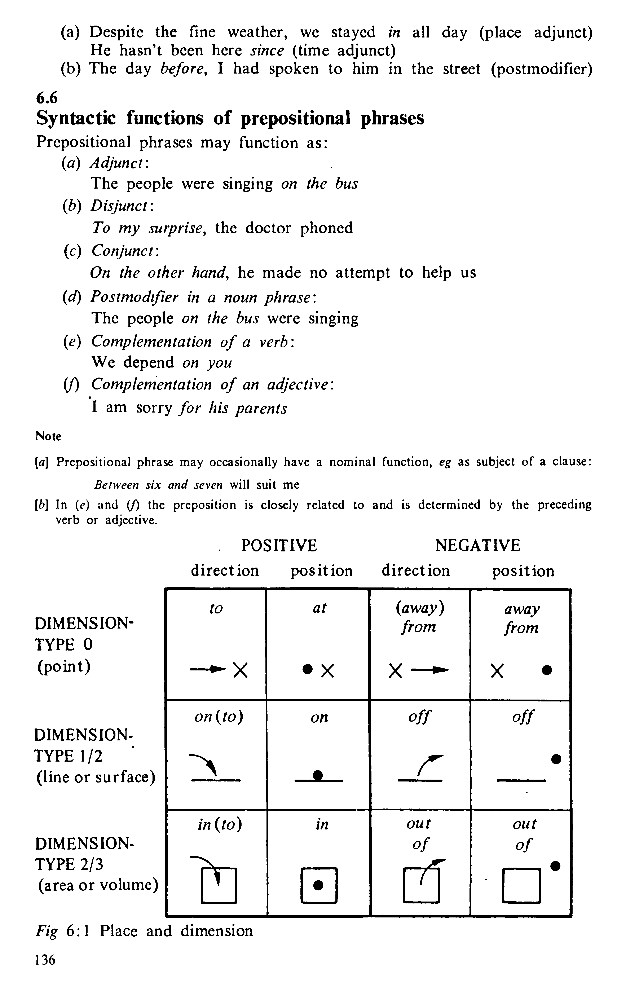 (a) Despite the fine weather, we stayed in all day (place adjunct)
He hasn't been here since (time adjunct)
(b) The day before, I had spoken to him in the street (postmodifier)
6.6
Syntactic functions of prepositional phrases
Prepositional phrases may function as:
(a) Adjunct:
The people were singing on the bus
(b) Disjunct:
To my surprise, the doctor phoned
(c) Conjunct:
On the other hand, he made no attempt to help us
(d) Postmodifier in a noun phrase:
The people on the bus were singing
(e) Complementation of a verb:
We depend on you
(f) Complementation of an adjective:
I am sorry for his parents
Note
[a] Prepositional phrase may occasionally have a nominal function, eg as subject of a clause:
Between six and seven will suit me
[b] In (e) and (f) the preposition is closely related to and is determined by the preceding
verb or adjective.
POSITIVE NEGATIVE
direction position direction position
DIMENSION-
TYPE 0
(point)
to at (away) from away from
DIMENSION-
TYPE 1/2
(line or surface)
on(to) on off off
DIMENSION-
TYPE 2/3
(area or volume)
in(to) in out of out of
Fig 6:1 Place and dimension
136